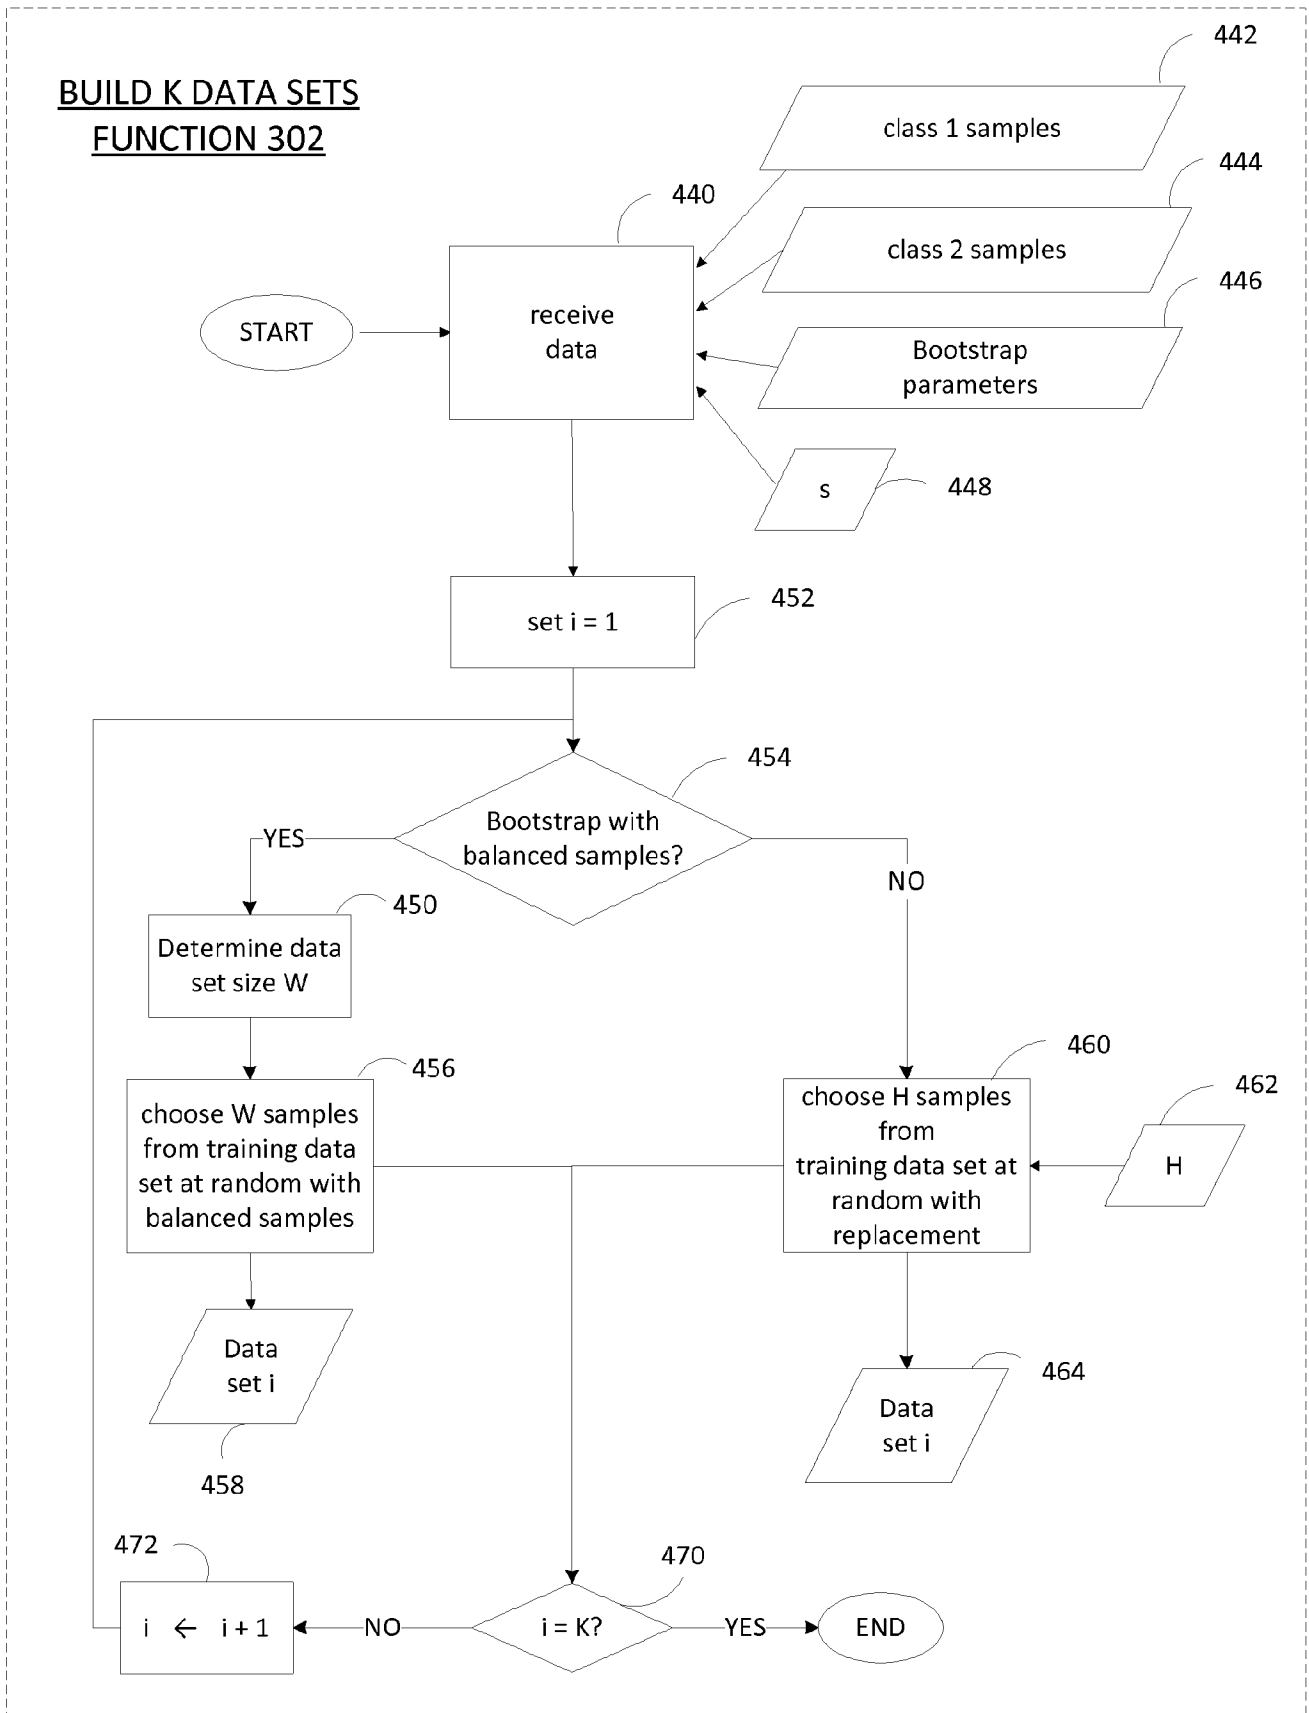 BUILD K DATA SETS
FUNCTION 302
442
class 1 samples
444
class 2 samples
440
446
receive
data
START
Bootstrap
parameters
s
448
set i = 1
452
454
Bootstrap with
balanced samples?
YES
NO
450
Determine data
set size W
456
choose W samples
from training data
set at random with
balanced samples
460
choose H samples
from
training data set at
random with
replacement
462
H
Data
set i
458
464
Data
set i
472
i ← i + 1
NO
470
i = K?
YES
END